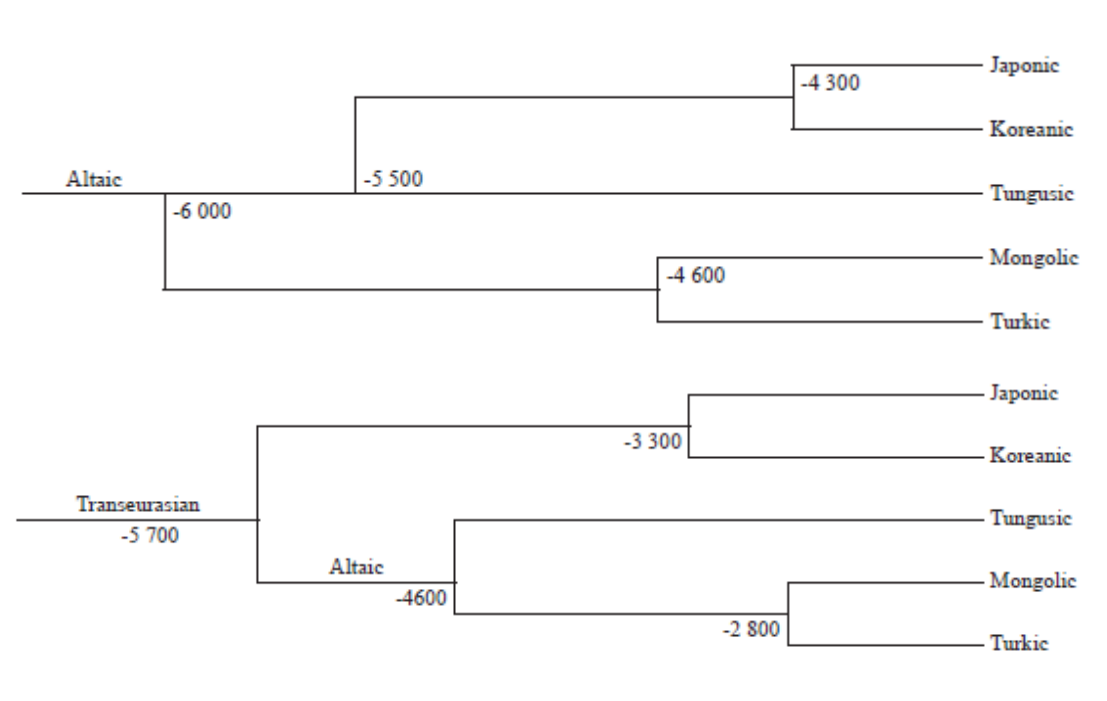 Japonic
-4 300
Koreanic
Altaic
-5 500
Tungusic
-6 000
Mongolic
-4 600
Turkic
Japonic
-3 300
Koreanic
Transeurasian
-5 700
Tungusic
Altaic
-4600
Mongolic
-2 800
Turkic